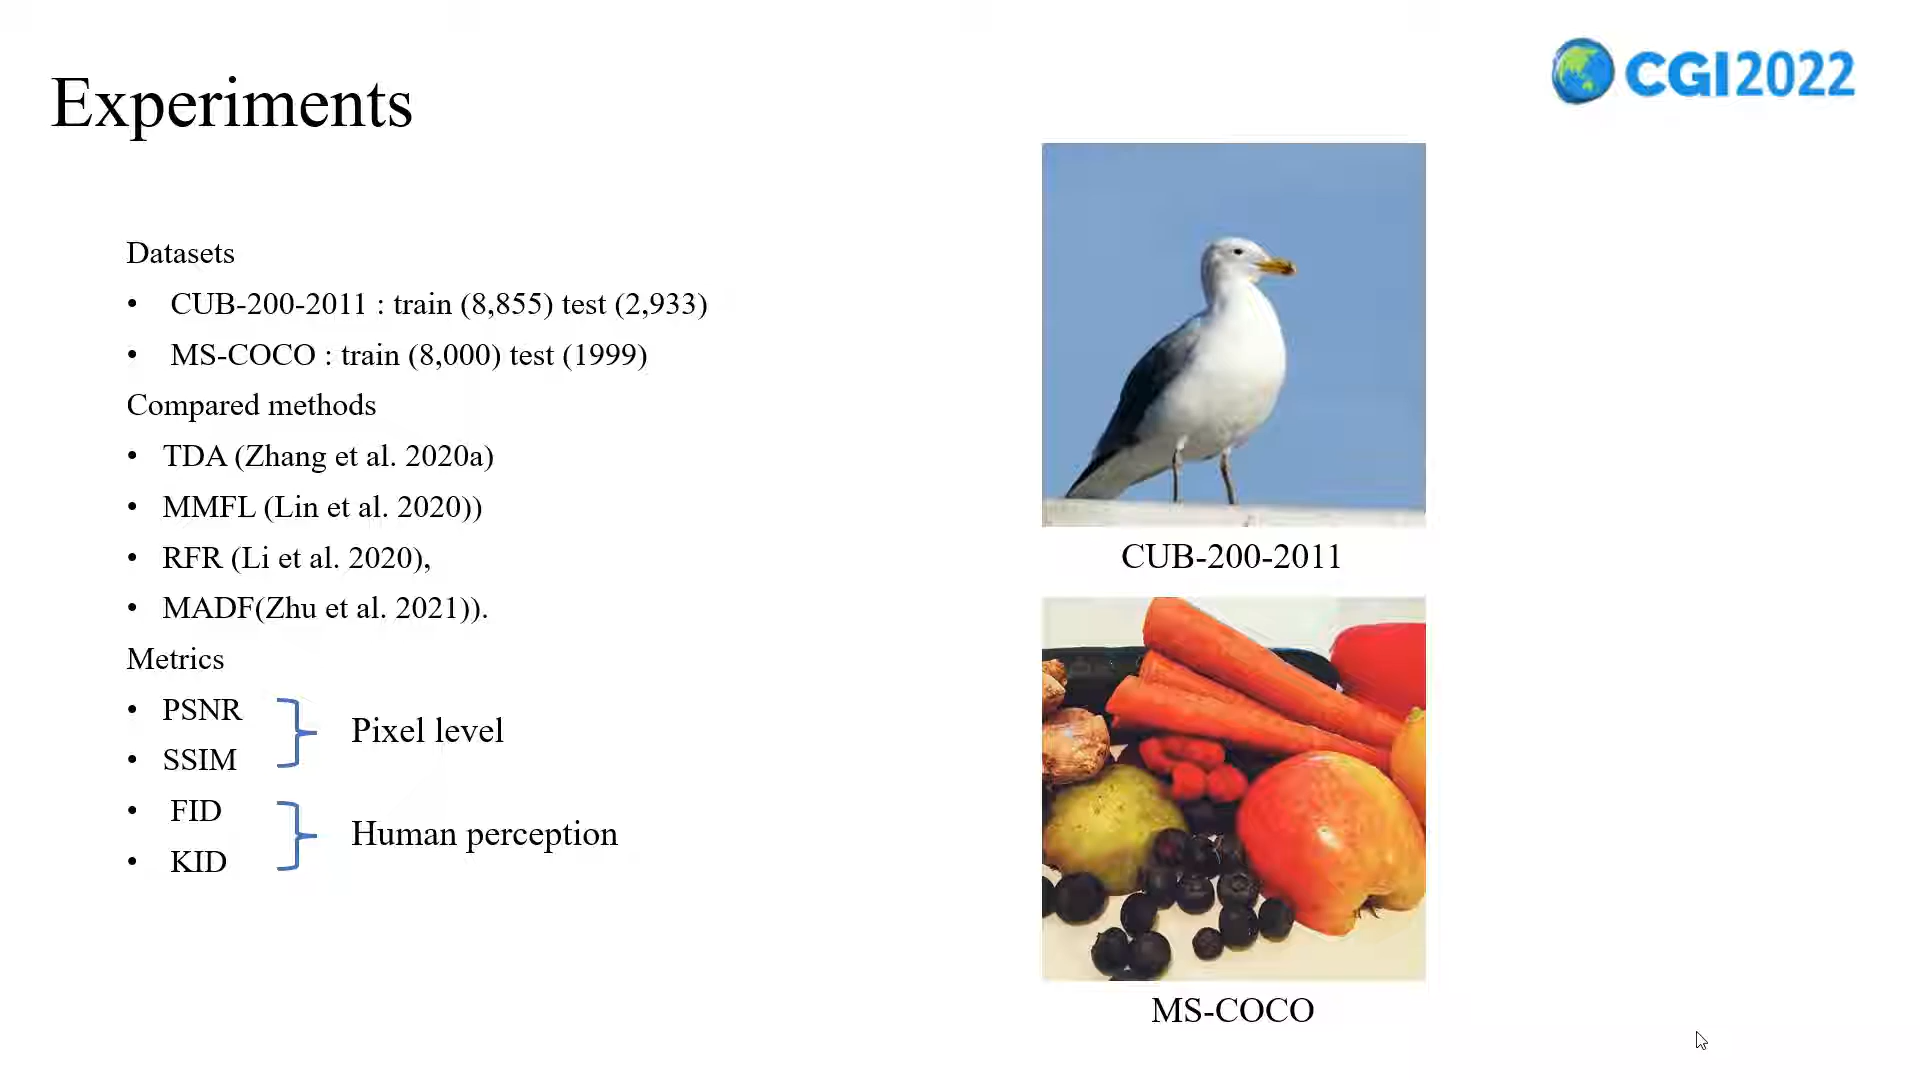 Experiments
CGI2022
Datasets
• CUB-200-2011 : train (8,855) test (2,933)
• MS-COCO : train (8,000) test (1999)
Compared methods
• TDA (Zhang et al. 2020a)
• MMFL (Lin et al. 2020))
• RFR (Li et al. 2020),
• MADF(Zhu et al. 2021)).
Metrics
• PSNR
• SSIM
Pixel level
• FID
• KID
Human perception
CUB-200-2011
MS-COCO